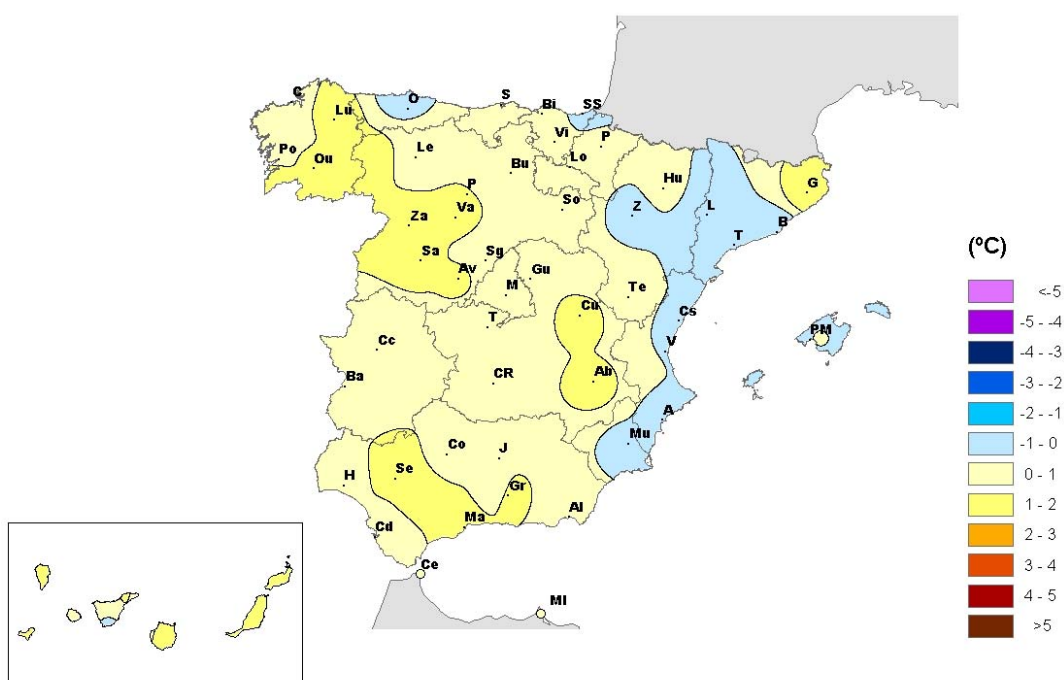 C
Lu
O
S
Bi
SS
Po
Ou
Le
Vi
P
Lo
Bu
Hu
G
P
Za
Va
So
Z
L
B
T
Sa
Sg
Av
Gu
M
Te
Cu
Cs
PM
T
V
Cc
Ba
CR
Ab
A
Mu
Co
J
H
Se
Gr
Al
Ma
Cd
Ce
Ml
(ºC)
<-5
-5 - -4
-4 - -3
-3 - -2
-2 - -1
-1 - 0
0 - 1
1 - 2
2 - 3
3 - 4
4 - 5
>5